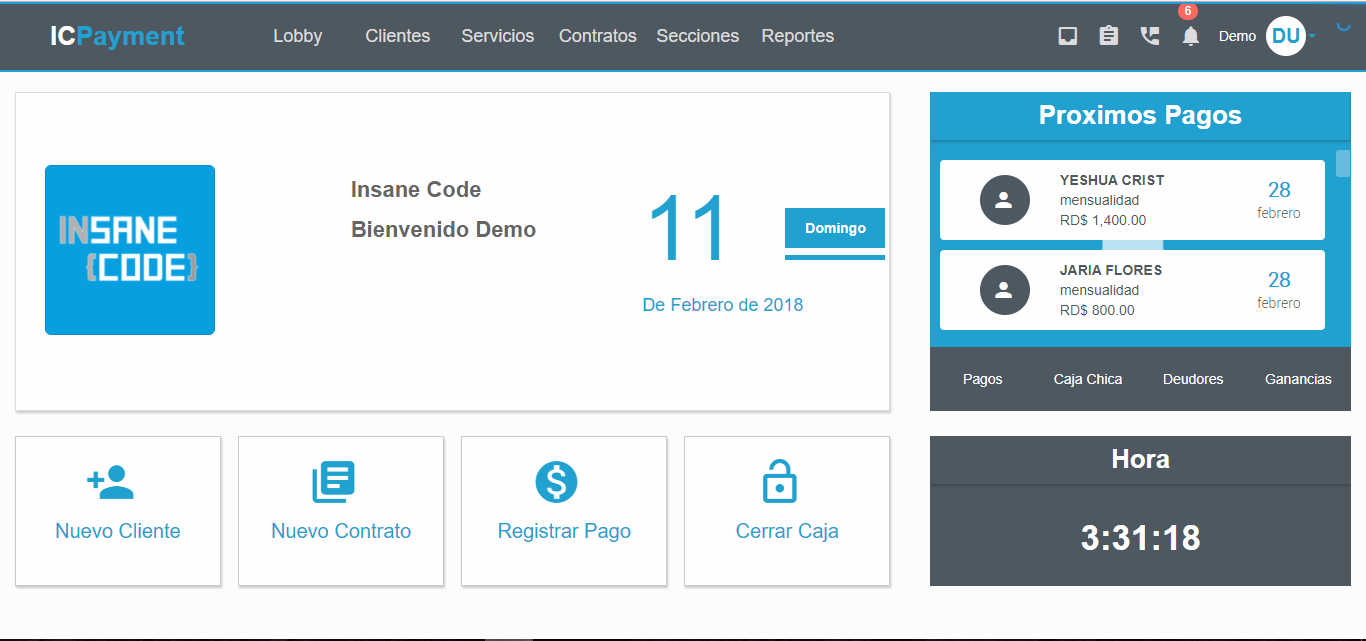 ICPayment
Lobby
Clientes
Servicios
Contratos
Secciones
Reportes
6
Demo
DU
INSANE
{CODE}
Insane Code
Bienvenido Demo
11
Domingo
De Febrero de 2018
Proximos Pagos
YESHUA CRIST
mensualidad
RD$ 1,400.00
28
febrero
JARIA FLORES
mensualidad
RD$ 800.00
28
febrero
Pagos
Caja Chica
Deudores
Ganancias
Nuevo Cliente
Nuevo Contrato
Registrar Pago
Cerrar Caja
Hora
3:31:18